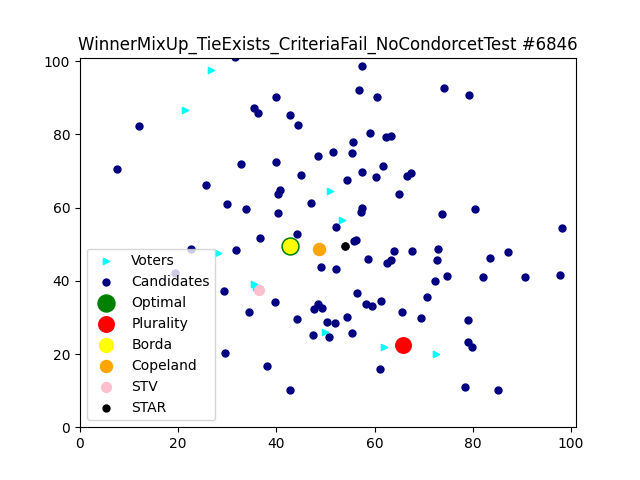 WinnerMixUp_TieExists_CriteriaFail_NoCondorcetTest #6846
100
80
60
40
20
0
Voters
Candidates
Optimal
Plurality
Borda
Copeland
STV
STAR
0 20 40 60 80 100